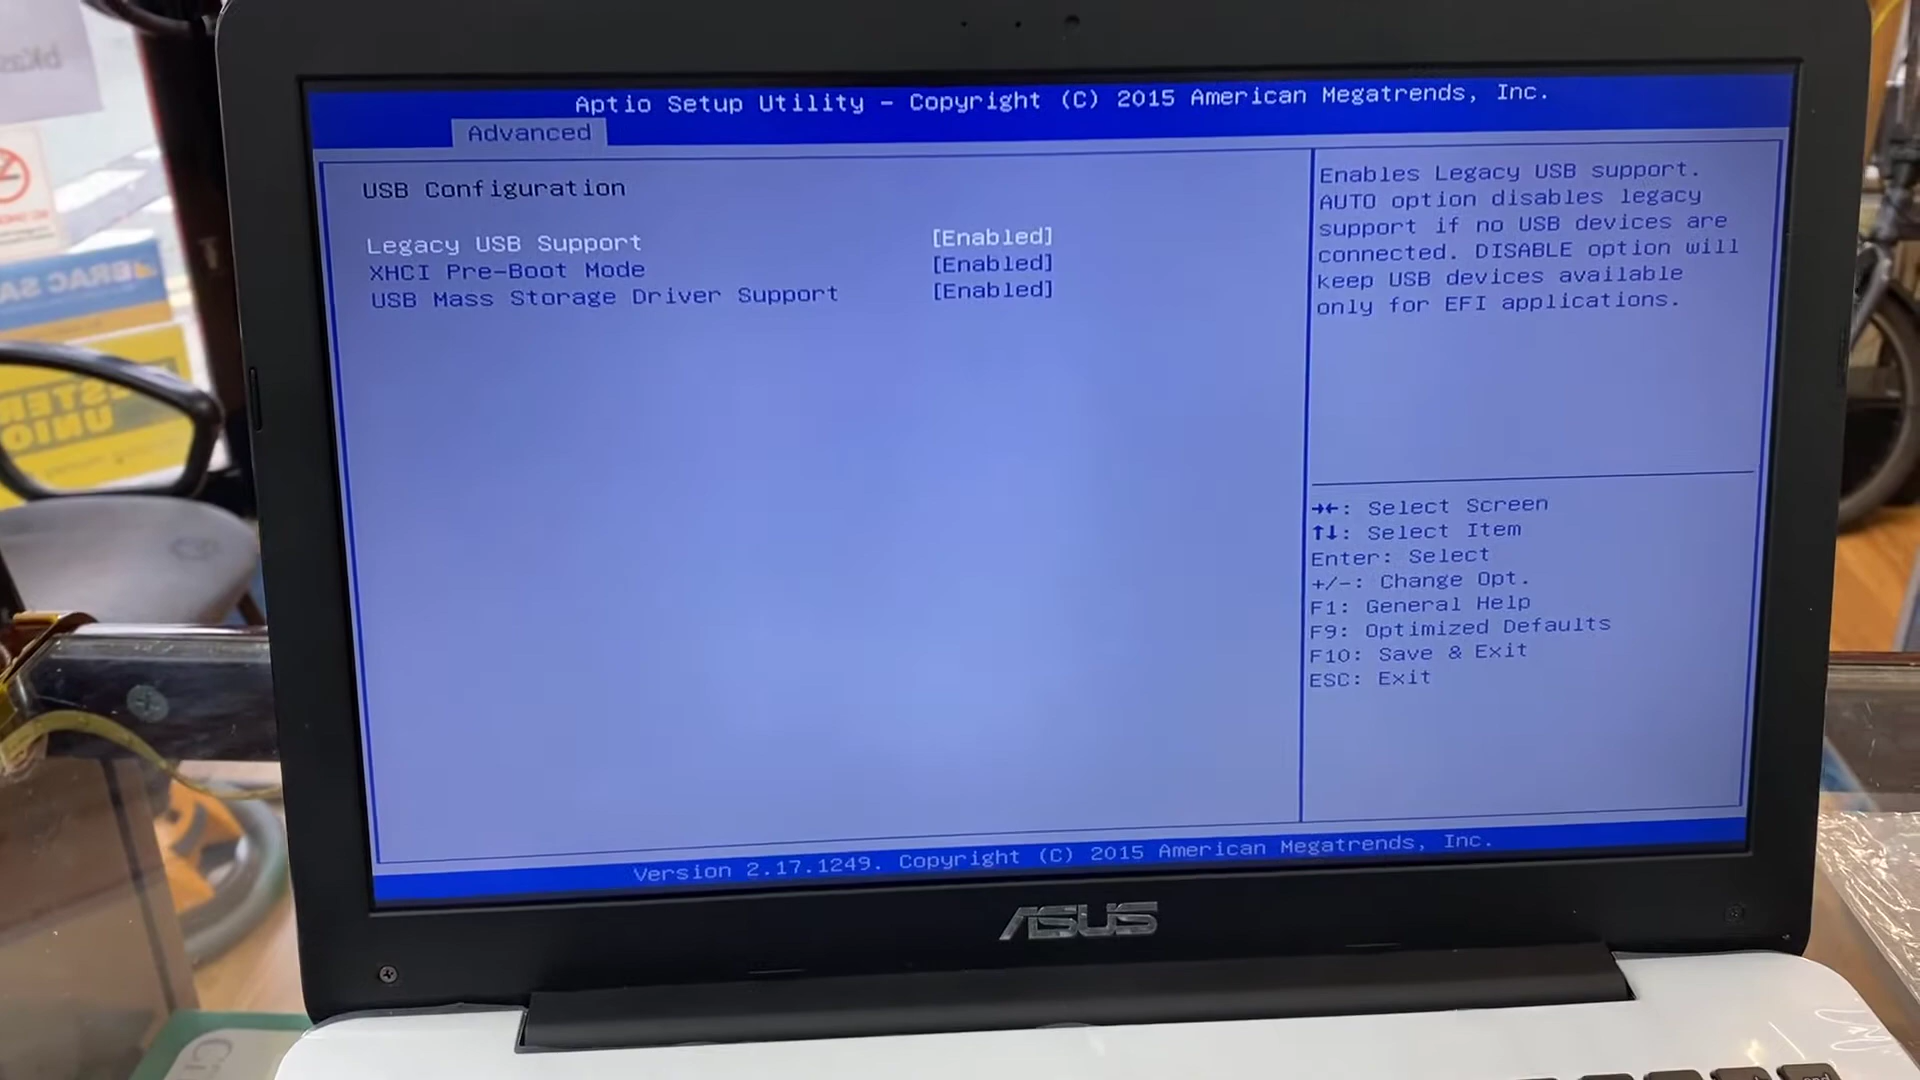 Aptio Setup Utility – Copyright (C) 2015 American Megatrends, Inc.
Advanced
USB Configuration
Legacy USB Support [Enabled]
XHCI Pre-Boot Mode [Enabled]
USB Mass Storage Driver Support [Enabled]
Enables Legacy USB support.
AUTO option disables legacy
support if no USB devices are
connected. DISABLE option will
keep USB devices available
only for EFI applications.
→←: Select Screen
↑↓: Select Item
Enter: Select
+/-: Change Opt.
F1: General Help
F9: Optimized Defaults
F10: Save & Exit
ESC: Exit
Version 2.17.1249. Copyright (C) 2015 American Megatrends, Inc.
ASUS
BRAC SA
STER
UNIO